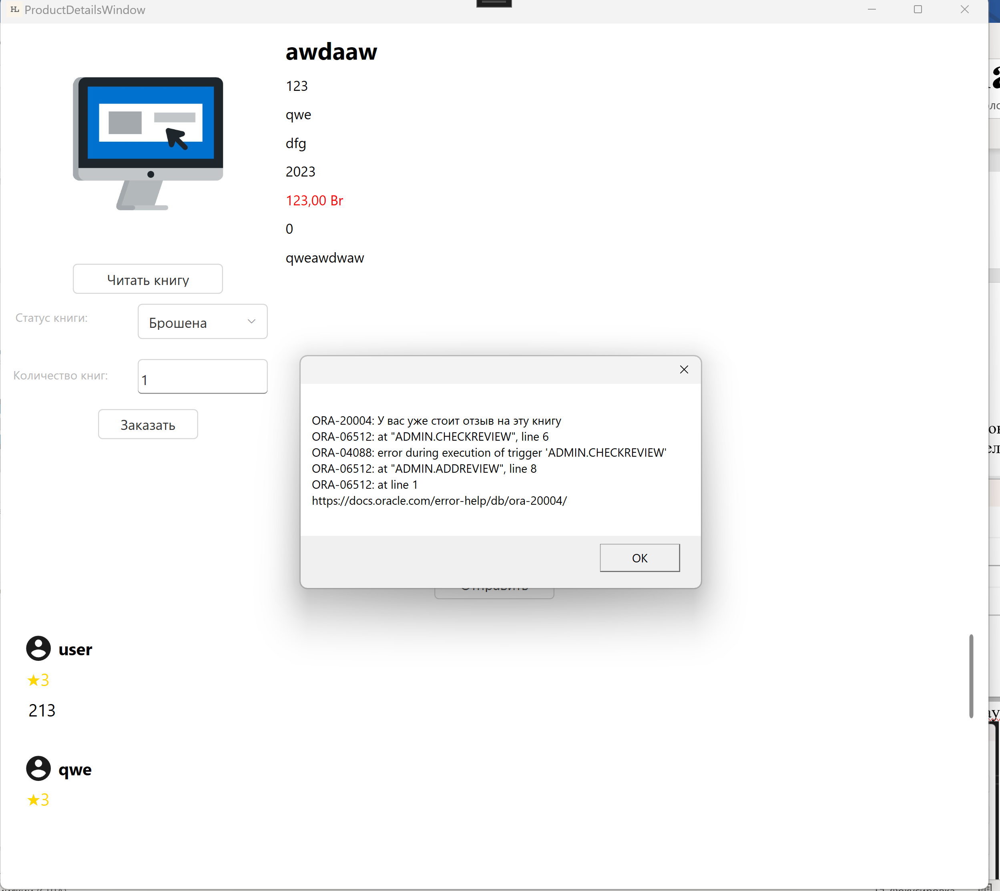 HL ProductDetailsWindow
awdaaw
123
qwe
dfg
2023
123,00 Br
0
qweawdwaw
Читать книгу
Статус книги:
Брошена
Количество книг:
1
Заказать
ORA-20004: У вас уже стоит отзыв на эту книгу
ORA-06512: at "ADMIN.CHECKREVIEW", line 6
ORA-04088: error during execution of trigger 'ADMIN.CHECKREVIEW'
ORA-06512: at "ADMIN.ADDREVIEW", line 8
ORA-06512: at line 1
https://docs.oracle.com/error-help/db/ora-20004/
OK
Отправить
user
★3
213
qwe
★3